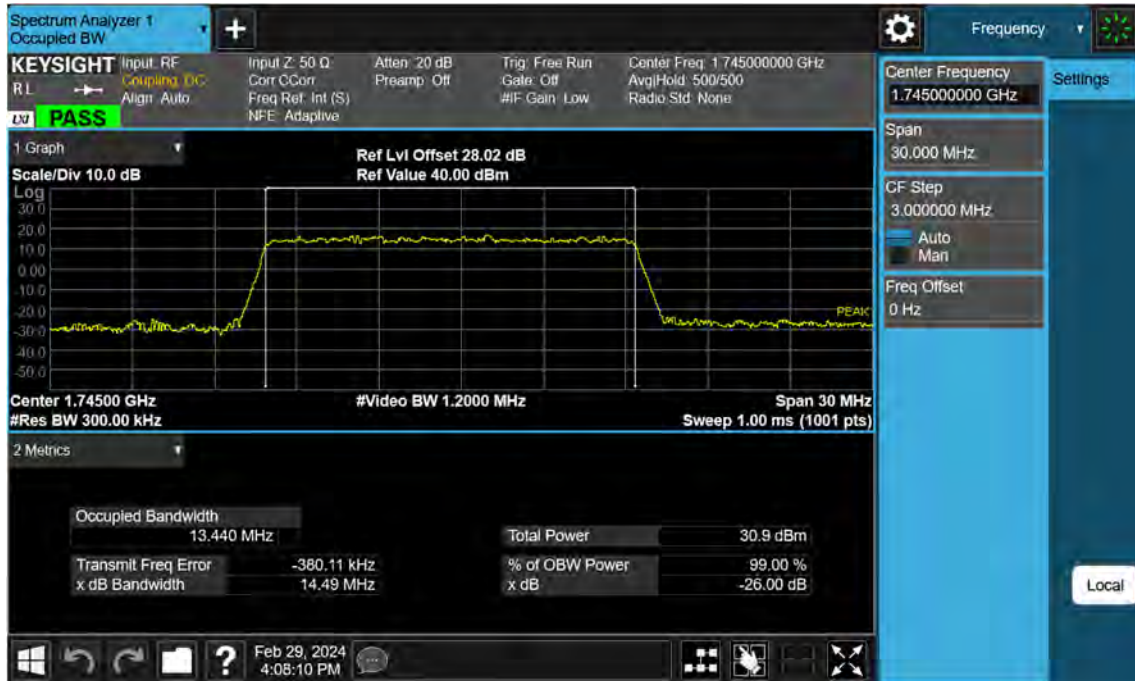 Spectrum Analyzer 1
Occupied BW
+
Frequency
KEYSIGHT
RL
LXI PASS
Input: RF
Coupling: DC
Align: Auto
Input Z: 50 Ω
Corr CCorr
Freq Ref: Int (S)
NFE: Adaptive
Atten: 20 dB
Preamp: Off
Trig: Free Run
Gate: Off
#IF Gain: Low
Center Freq: 1.745000000 GHz
Avg|Hold: 500/500
Radio Std: None
1 Graph
Scale/Div 10.0 dB
Ref Lvl Offset 28.02 dB
Ref Value 40.00 dBm
Log
30.0
20.0
10.0
0.00
-10.0
-20.0
-30.0
-40.0
-50.0
PEAK
Center 1.74500 GHz
#Video BW 1.2000 MHz
Span 30 MHz
#Res BW 300.00 kHz
Sweep 1.00 ms (1001 pts)
2 Metrics
Occupied Bandwidth
13.440 MHz
Total Power 30.9 dBm
Transmit Freq Error -380.11 kHz
% of OBW Power 99.00 %
x dB Bandwidth 14.49 MHz
x dB -26.00 dB
Center Frequency
1.745000000 GHz
Settings
Span
30.000 MHz
CF Step
3.000000 MHz
Auto
Man
Freq Offset
0 Hz
Local
?
Feb 29, 2024
4:08:10 PM